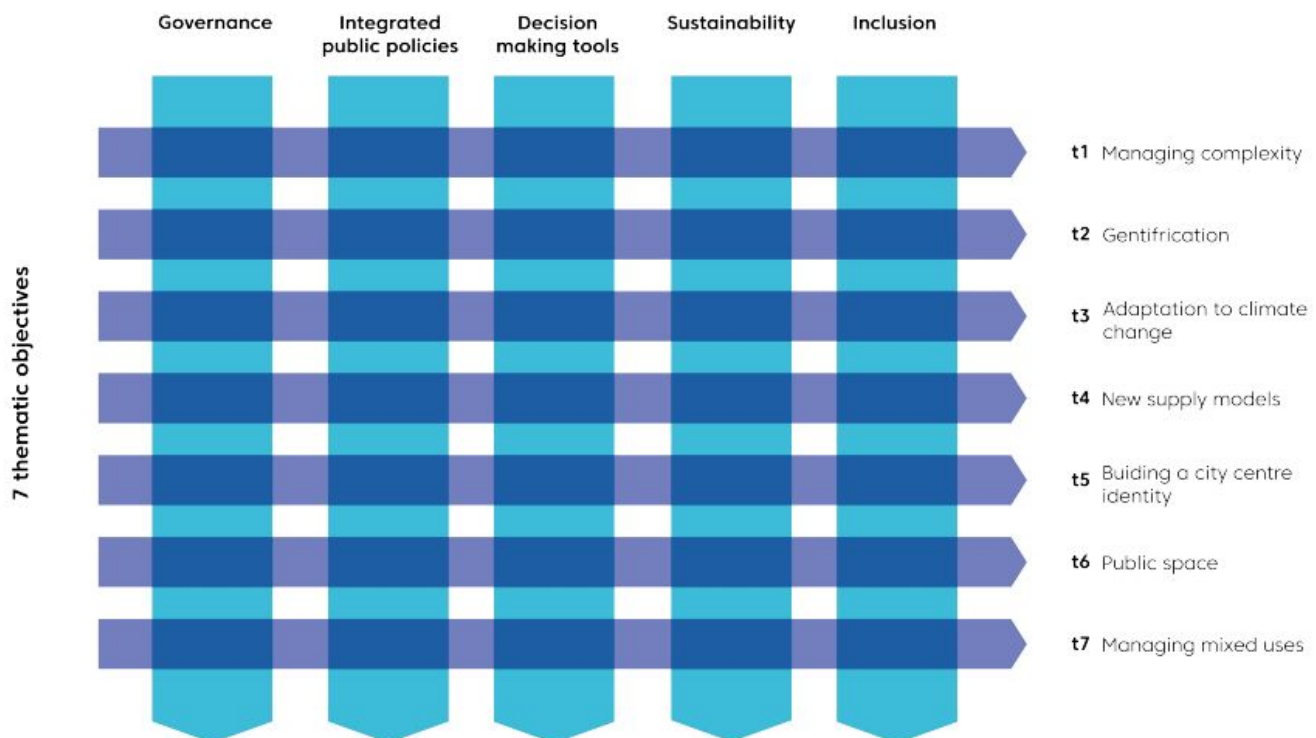 Governance
Integrated
public policies
Decision
making tools
Sustainability
Inclusion
7 thematic objectives
t1 Managing complexity
t2 Gentifrication
t3 Adaptation to climate
change
t4 New supply models
t5 Buiding a city centre
identity
t6 Public space
t7 Managing mixed uses